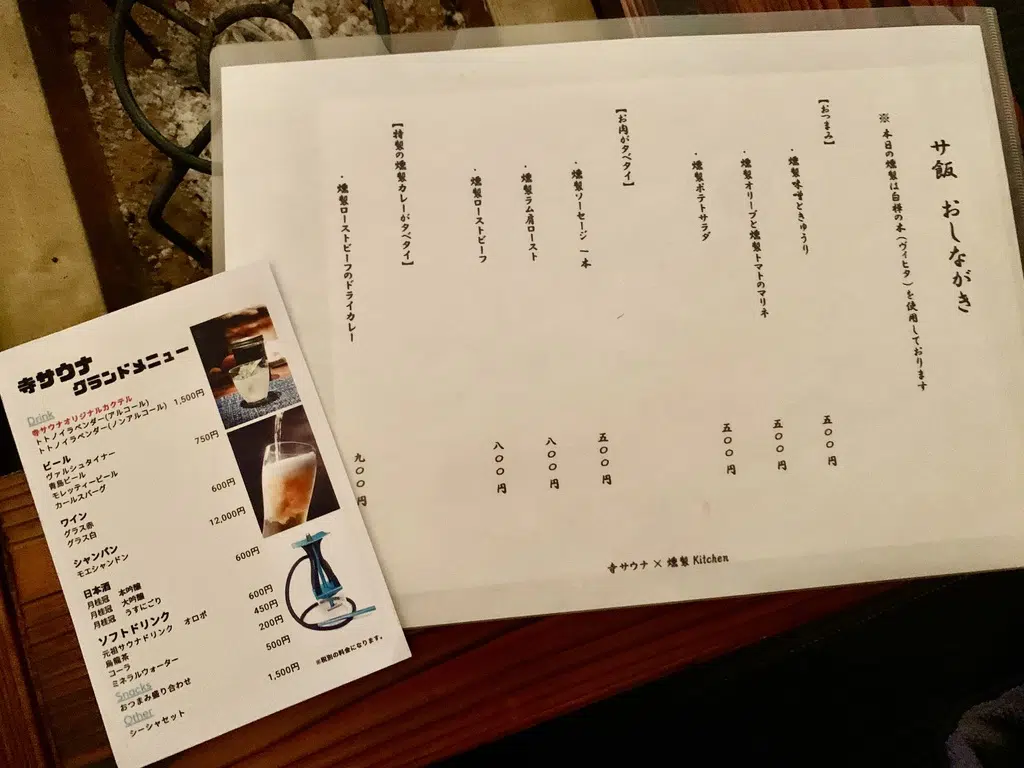 サ飯 おしながき
※ 本日の燻製は白樺の木(ヴィヒタ)を使用しております
【おつまみ】
・燻製味噌ときゅうり 五〇〇円
・燻製オリーブと燻製トマトのマリネ 五〇〇円
・燻製ポテトサラダ 五〇〇円
【お肉がタベタイ】
・燻製ソーセージ 一本 五〇〇円
・燻製ラム肩ロースト 八〇〇円
・燻製ローストビーフ 八〇〇円
【特製の燻製カレーがタベタイ】
・燻製ローストビーフのドライカレー 九〇〇円
寺サウナ × 燻製 Kitchen
寺サウナ
グランドメニュー
Drink
寺サウナオリジナルカクテル
トトノイラベンダー(アルコール) 1,500円
トトノイラベンダー(ノンアルコール)
ビール 750円
ヴァルシュタイナー
青島ビール
モレッティービール
カールスバーグ
ワイン 600円
グラス赤
グラス白
シャンパン 12,000円
モエシャンドン
日本酒 600円
月桂冠 本吟醸
月桂冠 大吟醸
月桂冠 うすにごり
ソフトドリンク
元祖サウナドリンク オロポ 600円
烏龍茶 450円
コーラ
ミネラルウォーター 200円
Snacks
おつまみ盛り合わせ 500円
Other
シーシャセット 1,500円
※税別の料金になります。